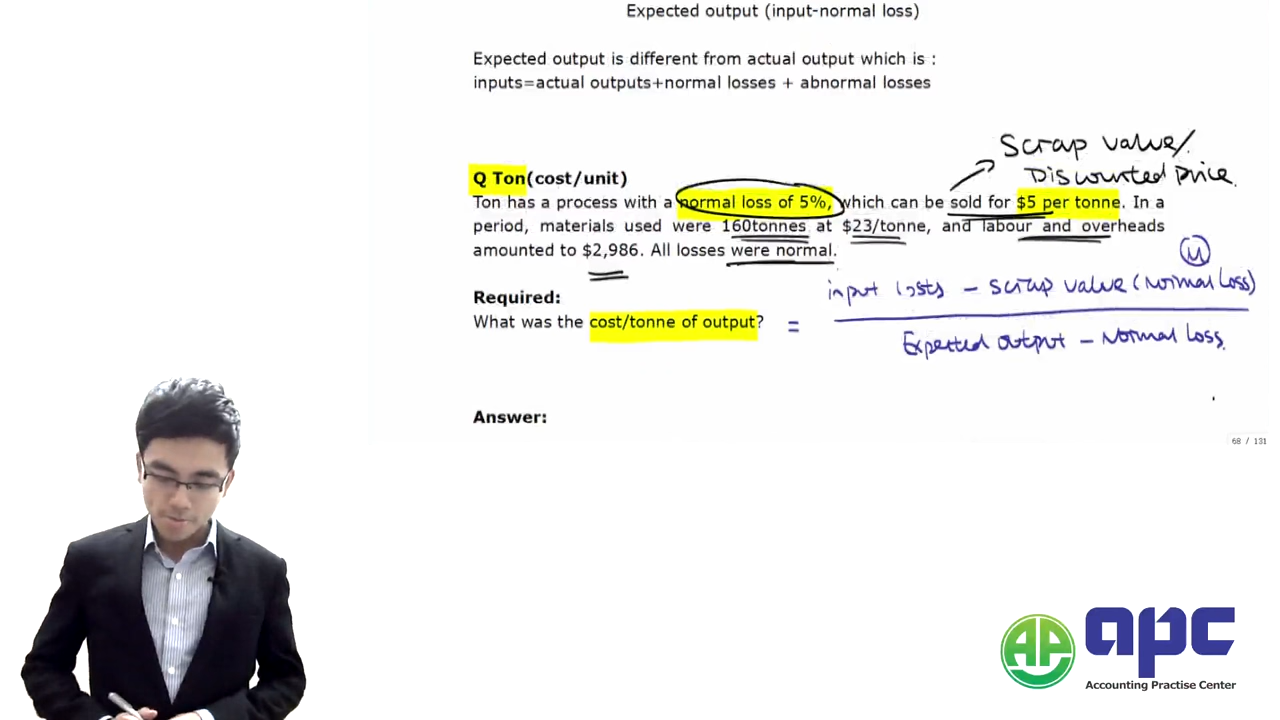 Expected output (input-normal loss)
Expected output is different from actual output which is :
inputs=actual outputs+normal losses + abnormal losses
Scrap value/
Discounted price.
Q Ton(cost/unit)
Ton has a process with a normal loss of 5%, which can be sold for $5 per tonne. In a
period, materials used were 160tonnes at $23/tonne, and labour and overheads
amounted to $2,986. All losses were normal.
Required:
What was the cost/tonne of output?
= input costs - scrap value (Normal loss)
Expected output - Normal loss.
Answer:
68 / 131
AP
apc
Accounting Practise Center